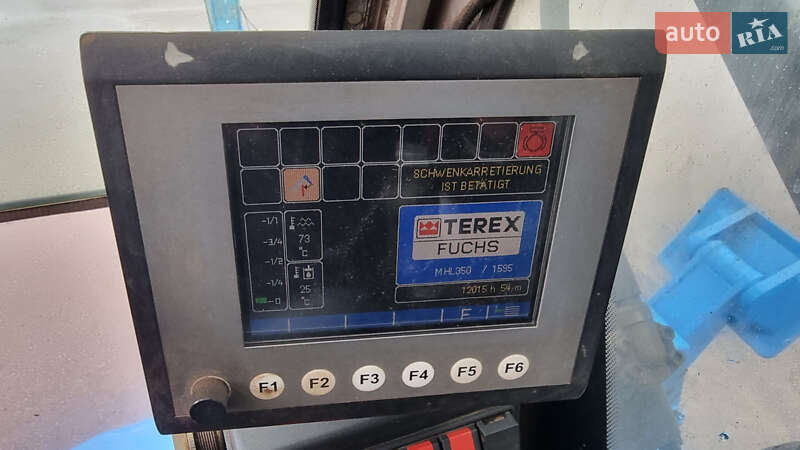 auto RIA.com
SCHWENKARRETIERUNG
IST BETÄTIGT
1/1
3/4
1/2
1/4
0
73
°C
25
°C
TEREX
FUCHS
MHL350 / 1595
12015 h 54 m
F
F1 F2 F3 F4 F5 F6